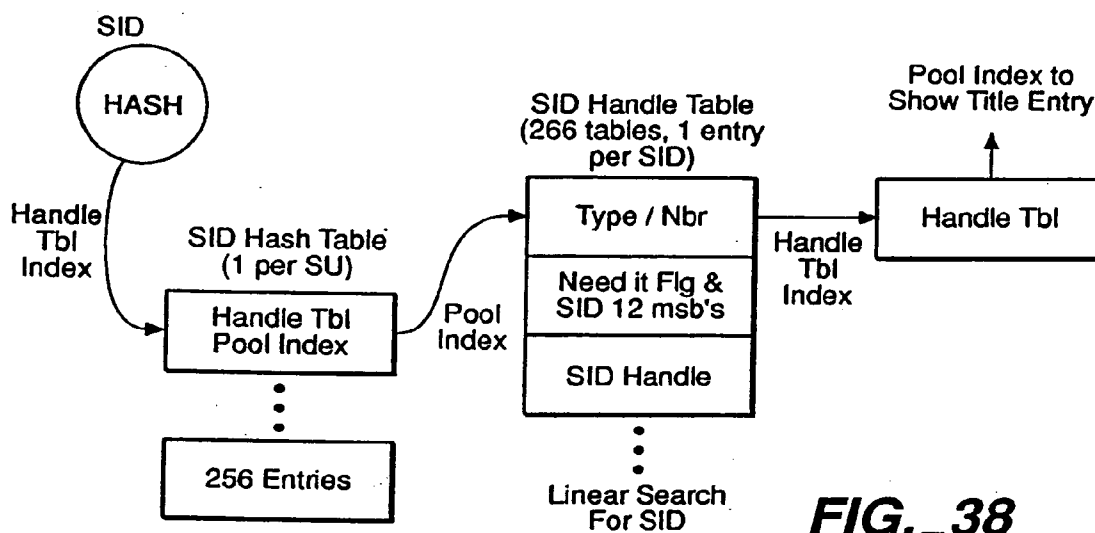 SID
HASH
Handle
Tbl
Index
SID Hash Table
(1 per SU)
Handle Tbl
Pool Index
256 Entries
Pool
Index
SID Handle Table
(266 tables, 1 entry
per SID)
Type / Nbr
Need it Flg &
SID 12 msb's
SID Handle
Linear Search
For SID
Handle
Tbl
Index
Pool Index to
Show Title Entry
Handle Tbl
FIG._38